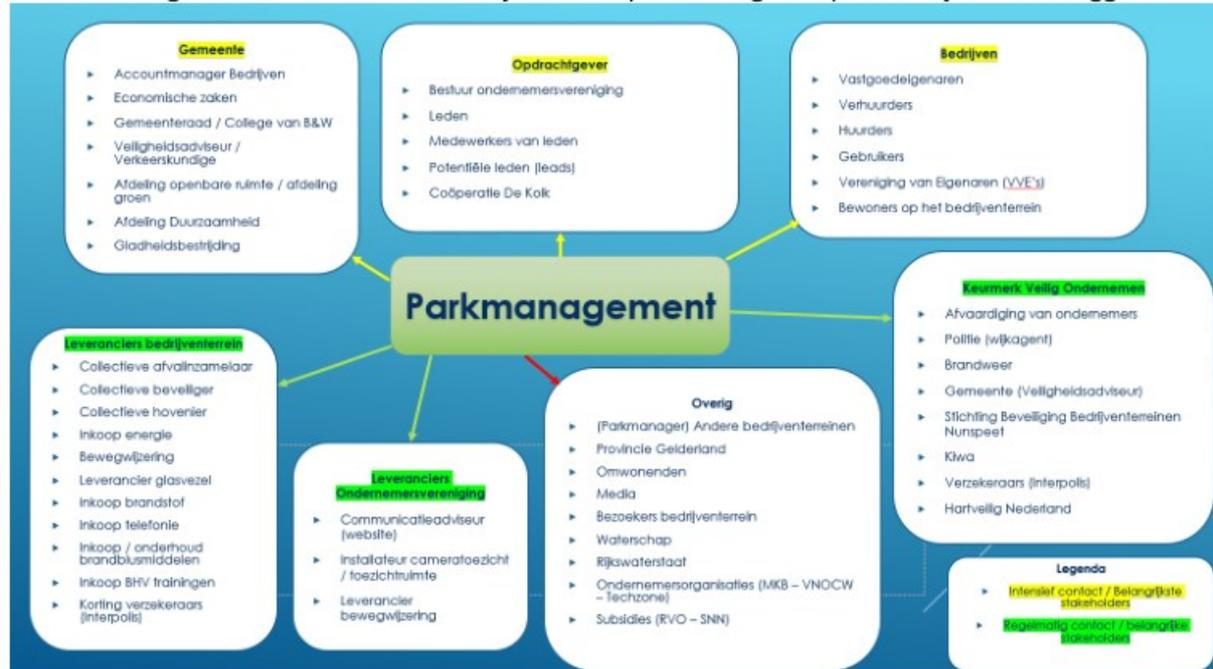 Gemeente
Accountmanager Bedrijven
Economische zaken
Gemeenteraad / College van B&W
Veiligheidsadviseur /
Verkeerskundige
Afdeling openbare ruimte / afdeling
groen
Afdeling Duurzaamheid
Gladheidsbestrijding
Opdrachtgever
Bestuur ondernemersvereniging
Leden
Medewerkers van leden
Potentiële leden (leads)
Coöperatie De Kolk
Bedrijven
Vastgoedeigenaren
Verhuurders
Huurders
Gebruikers
Vereniging van Eigenaren (VVE's)
Bewoners op het bedrijventerrein
Parkmanagement
Keurmerk Veilig Ondernemen
Afvaardiging van ondernemers
Politie (wijkagent)
Brandweer
Gemeente (Veiligheidsadviseur)
Stichting Beveiliging Bedrijventerreinen
Nunspeet
Kiwa
Verzekeraars (Interpolis)
Hartveilig Nederland
Leveranciers bedrijventerrein
Collectieve afvalinzamelaar
Collectieve beveiliger
Collectieve hovenier
Inkoop energie
Bewegwijzering
Leverancier glasvezel
Inkoop brandstof
Inkoop telefonie
Inkoop / onderhoud
brandblusmiddelen
Inkoop BHV trainingen
Korting verzekeraars
(Interpolis)
Leveranciers
Ondernemersvereniging
Communicatieadviseur
(website)
Installateur cameratoezicht
/ toezichtruimte
Leverancier
bewegwijzering
Overig
(Parkmanager) Andere bedrijventerreinen
Provincie Gelderland
Omwonenden
Media
Bezoekers bedrijventerrein
Waterschap
Rijkswaterstaat
Ondernemersorganisaties (MKB – VNOCW
– Techzone)
Subsidies (RVO – SNN)
Legenda
Intensief contact / Belangrijkste
stakeholders
Regelmatig contact / belangrijke
stakeholders